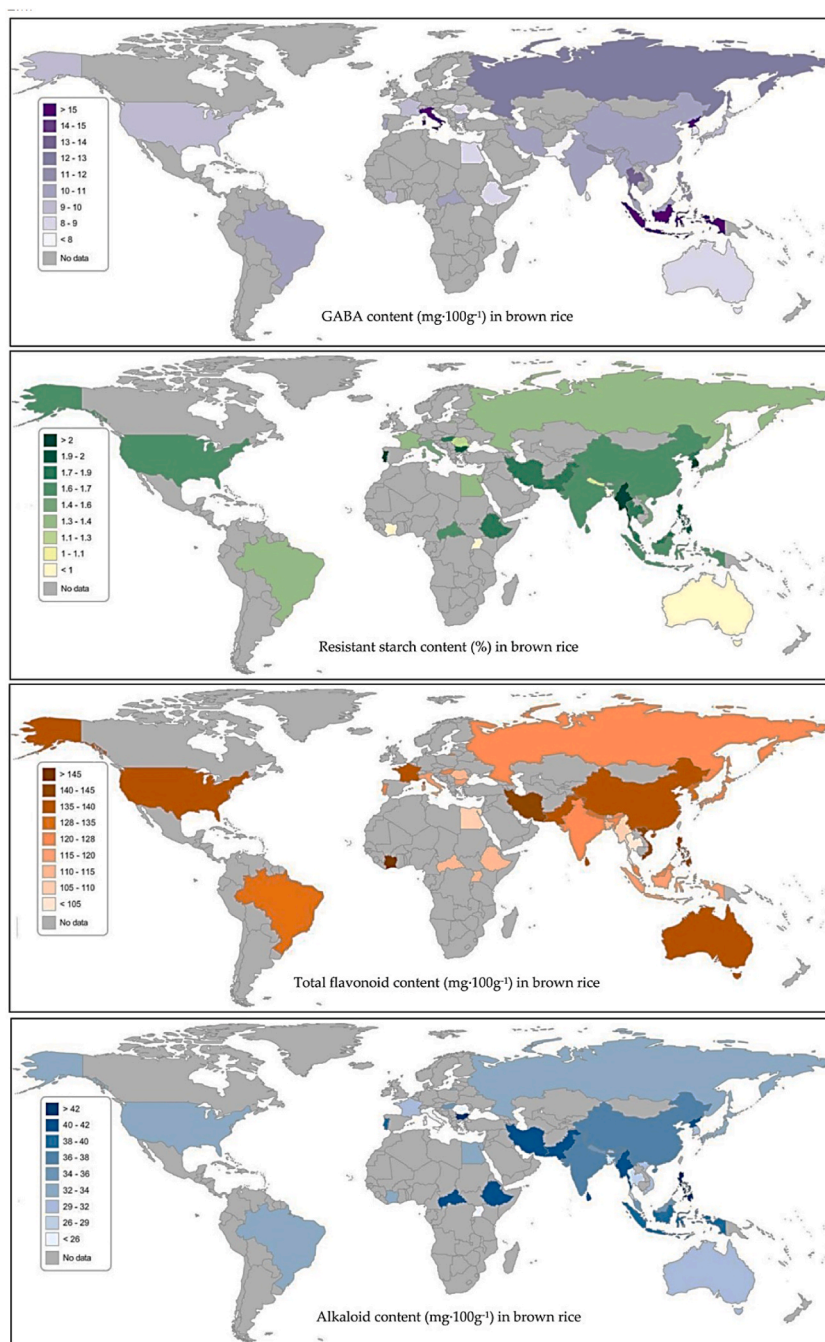 > 15
14 - 15
13 - 14
12 - 13
11 - 12
10 - 11
9 - 10
8 - 9
< 8
No data
GABA content (mg·100g⁻¹) in brown rice
> 2
1.9 - 2
1.7 - 1.9
1.6 - 1.7
1.4 - 1.6
1.3 - 1.4
1.1 - 1.3
1 - 1.1
< 1
No data
Resistant starch content (%) in brown rice
> 145
140 - 145
135 - 140
128 - 135
120 - 128
115 - 120
110 - 115
105 - 110
< 105
No data
Total flavonoid content (mg·100g⁻¹) in brown rice
> 42
40 - 42
38 - 40
36 - 38
34 - 36
32 - 34
29 - 32
26 - 29
< 26
No data
Alkaloid content (mg·100g⁻¹) in brown rice